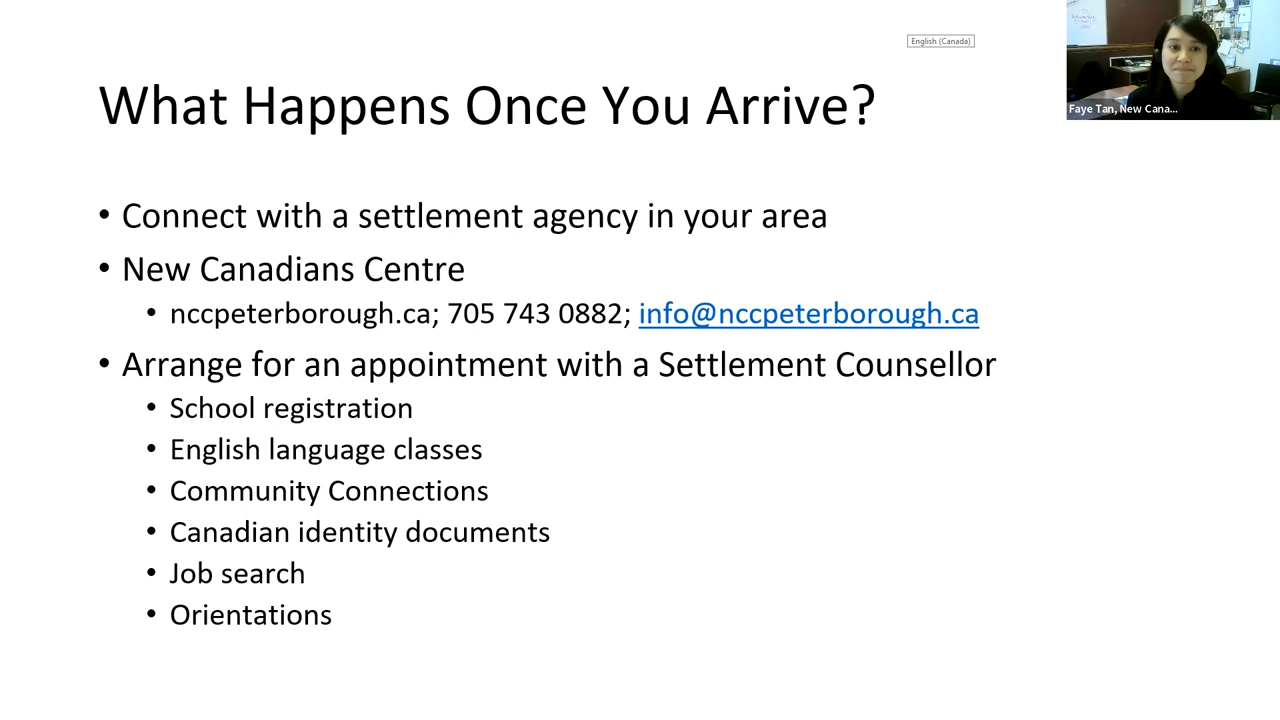 English (Canada)
What Happens Once You Arrive?
Faye Tan, New Cana...
• Connect with a settlement agency in your area
• New Canadians Centre
• nccpeterborough.ca; 705 743 0882; info@nccpeterborough.ca
• Arrange for an appointment with a Settlement Counsellor
• School registration
• English language classes
• Community Connections
• Canadian identity documents
• Job search
• Orientations